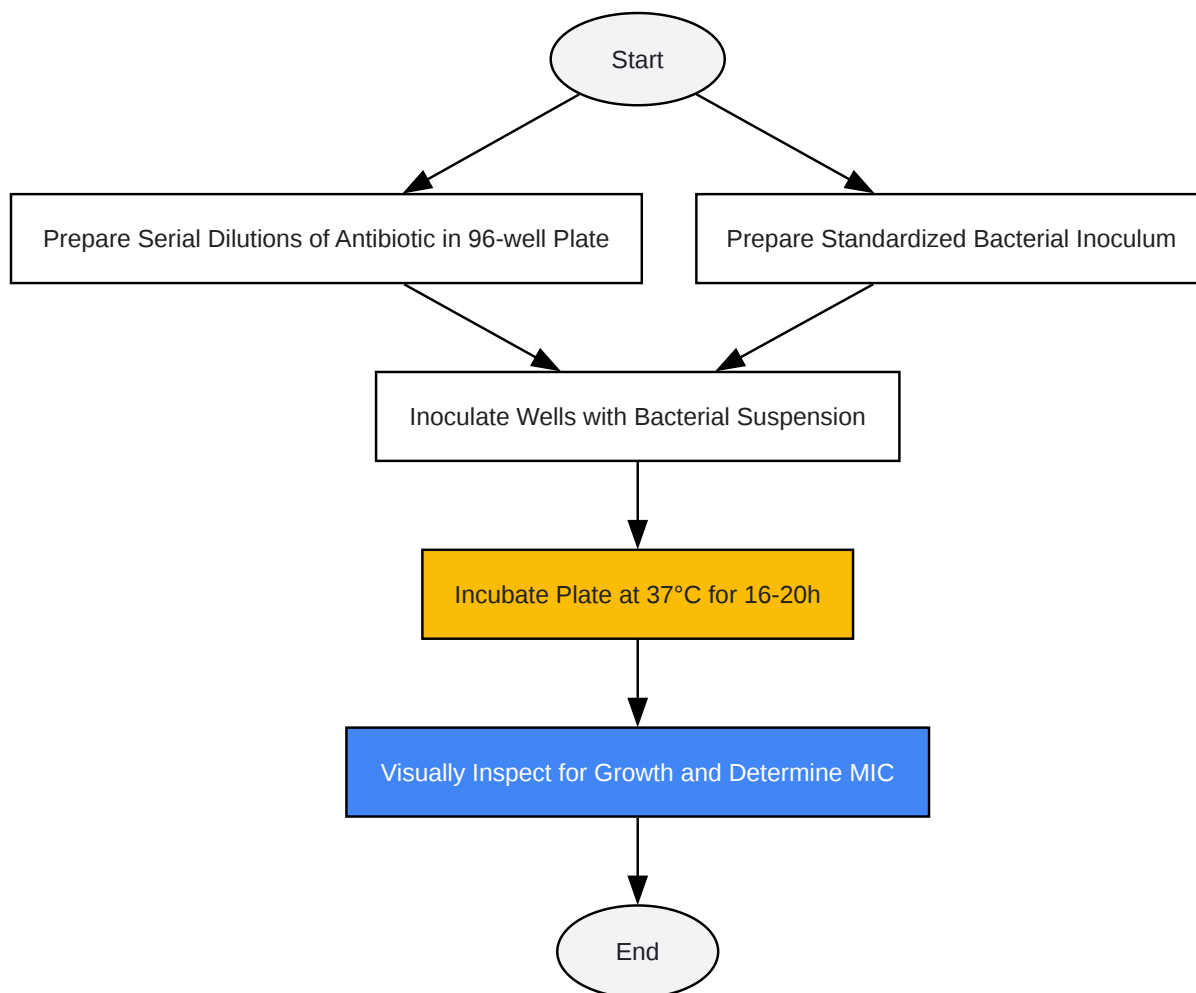 Start
Prepare Serial Dilutions of Antibiotic in 96-well Plate
Prepare Standardized Bacterial Inoculum
Inoculate Wells with Bacterial Suspension
Incubate Plate at 37°C for 16-20h
Visually Inspect for Growth and Determine MIC
End